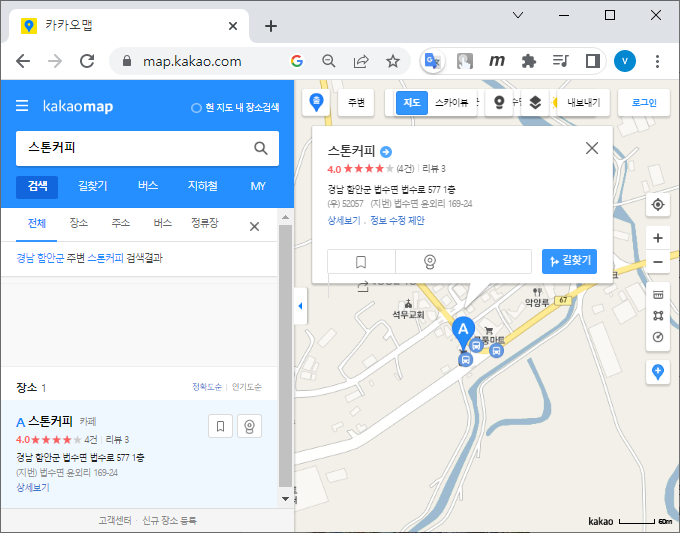 카카오맵
map.kakao.com
V
kakaomap
현 지도 내 장소검색
스톤커피
검색 길찾기 버스 지하철 MY
전체 장소 주소 버스 정류장
경남 함안군 주변 스톤커피 검색결과
장소 1
정확도순 인기도순
A 스톤커피 카페
4.0 4건 리뷰 3
경남 함안군 법수면 법수로 577 1층
(지번) 법수면 윤외리 169-24
상세보기
고객센터 · 신규 장소 등록
출 주변 지도 스카이뷰 내보내기 로그인
스톤커피
4.0 (4건) 리뷰 3
경남 함안군 법수면 법수로 577 1층
(우) 52057 (지번) 법수면 윤외리 169-24
상세보기 · 정보 수정 제안
길찾기
석무교회
악양루
67
A
kakao
60m